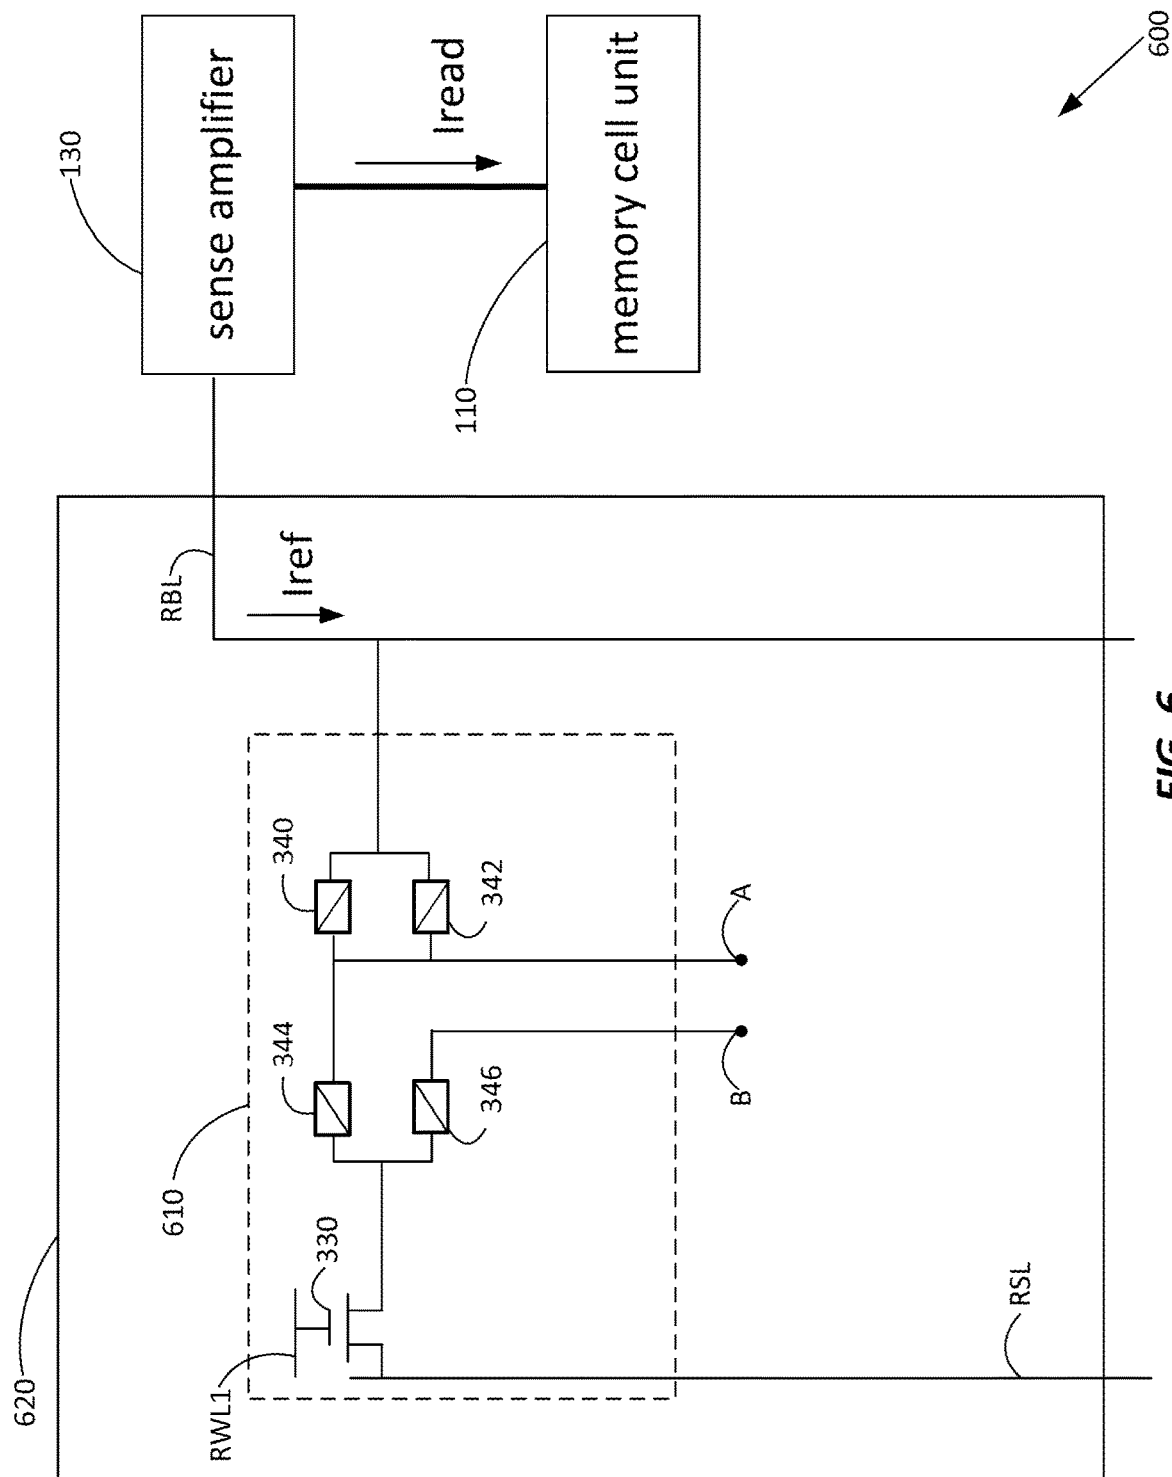 620
130
610
RBL
RWL1
sense amplifier
344
340
Iref
330
Iread
110
346
342
memory cell unit
B
A
RSL
600
FIG. 6